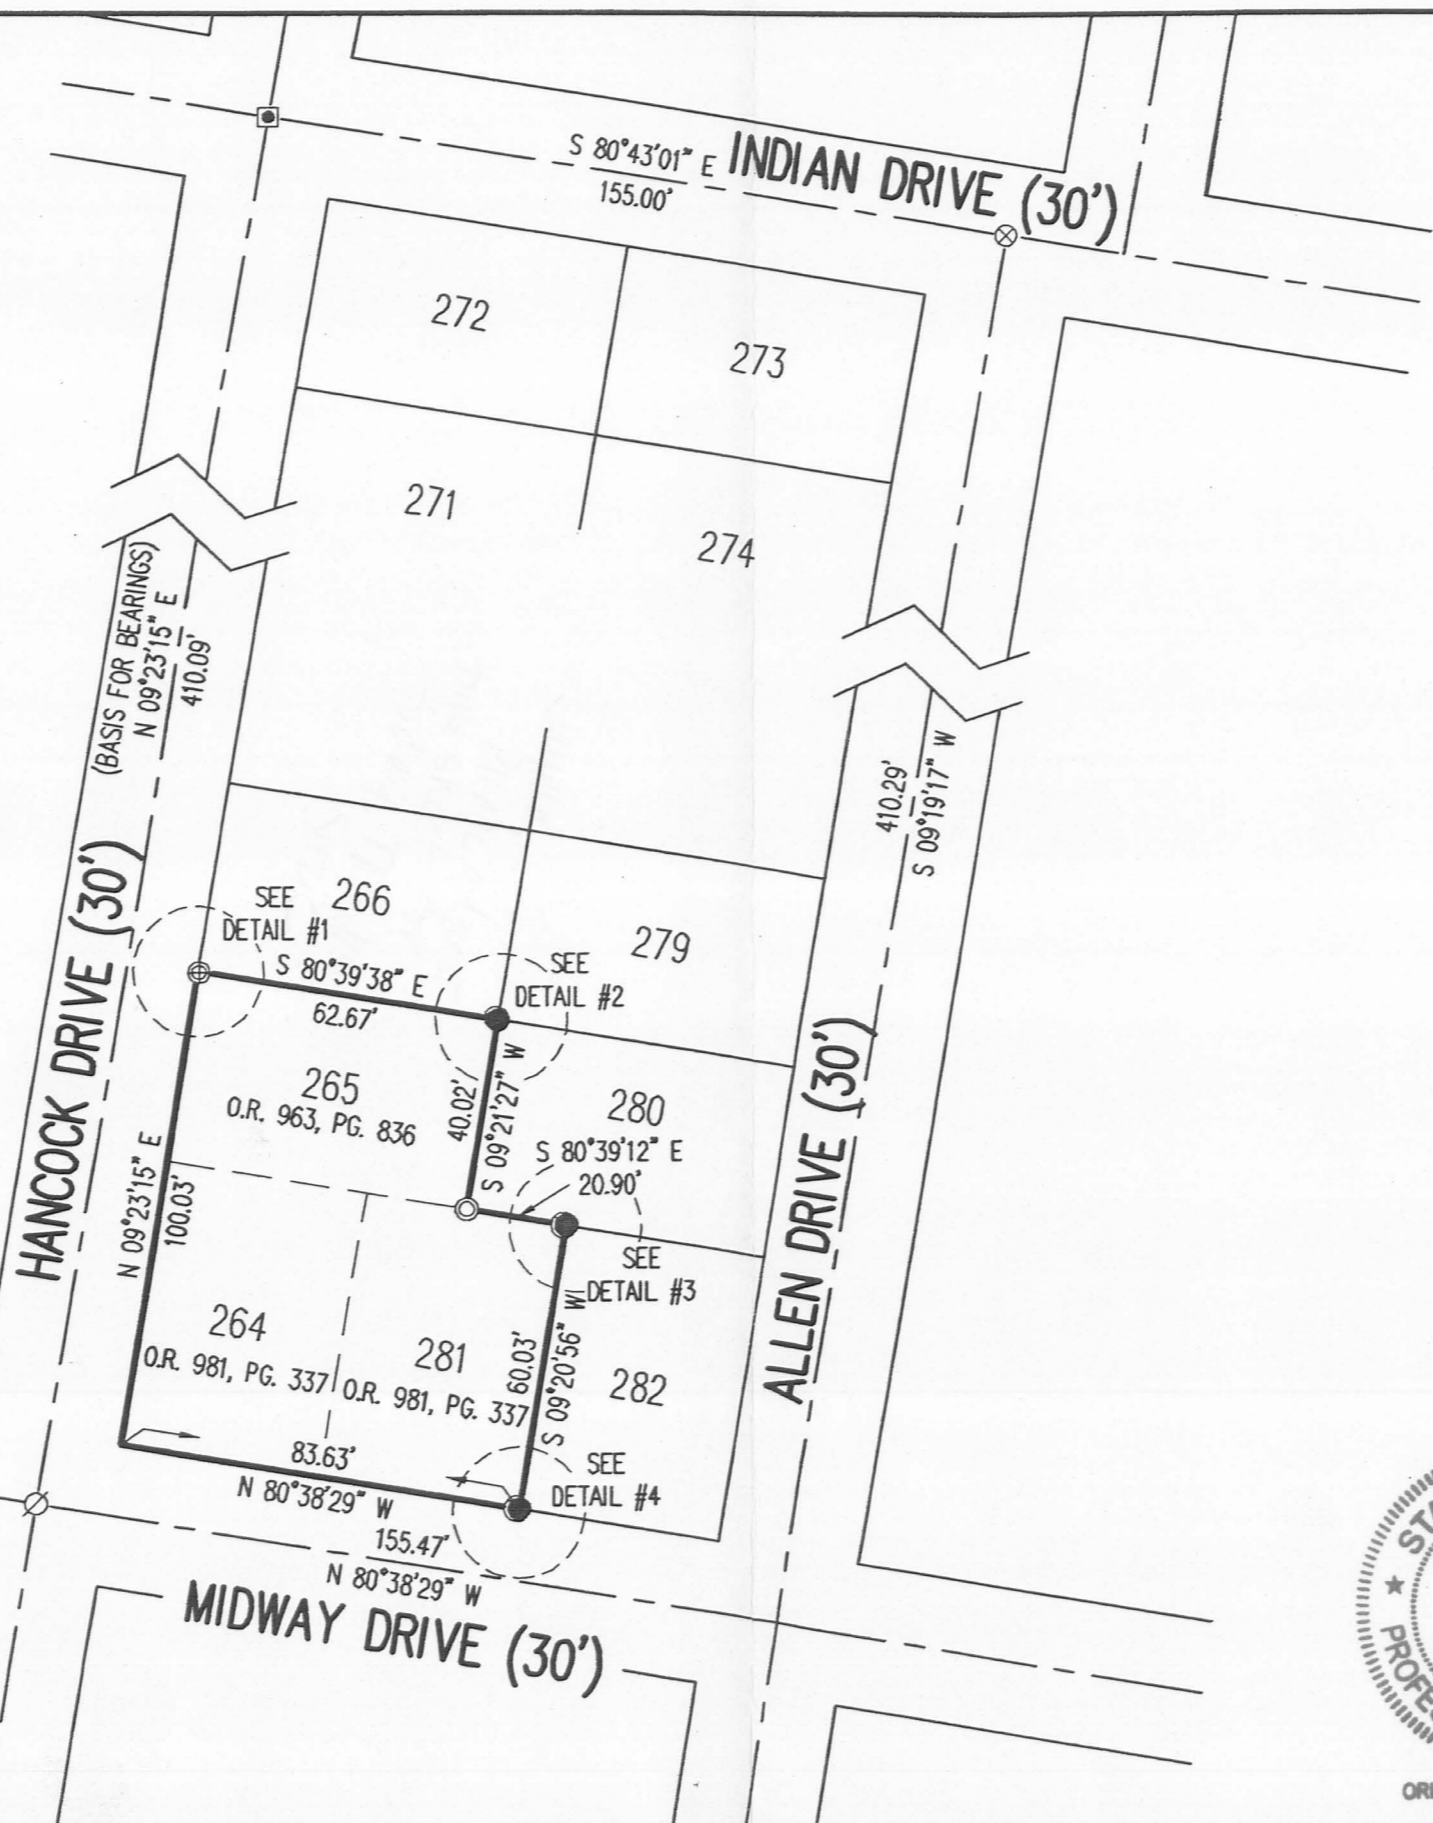 S 80°43'01" E
155.00'
INDIAN DRIVE (30')
272
273
271
274
(BASIS FOR BEARINGS)
N 09°23'15" E
410.09'
410.29'
S 09°19'17" W
HANCOCK DRIVE (30')
SEE
DETAIL #1
266
279
S 80°39'38" E
62.67'
SEE
DETAIL #2
265
O.R. 963, PG. 836
40.02'
S 09°21'27" W
280
S 80°39'12" E
20.90'
N 09°23'15" E
100.03'
SEE
DETAIL #3
ALLEN DRIVE (30')
264
O.R. 981, PG. 337
281
O.R. 981, PG. 337
60.03'
S 09°20'56" W
282
83.63'
N 80°38'29" W
SEE
DETAIL #4
155.47'
N 80°38'29" W
MIDWAY DRIVE (30')